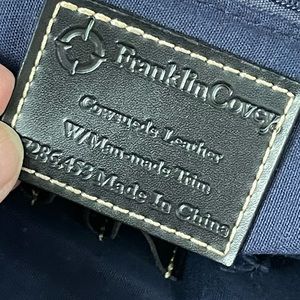 FranklinCovey
Cowhide Leather
W/Man-made Trim
Made In China